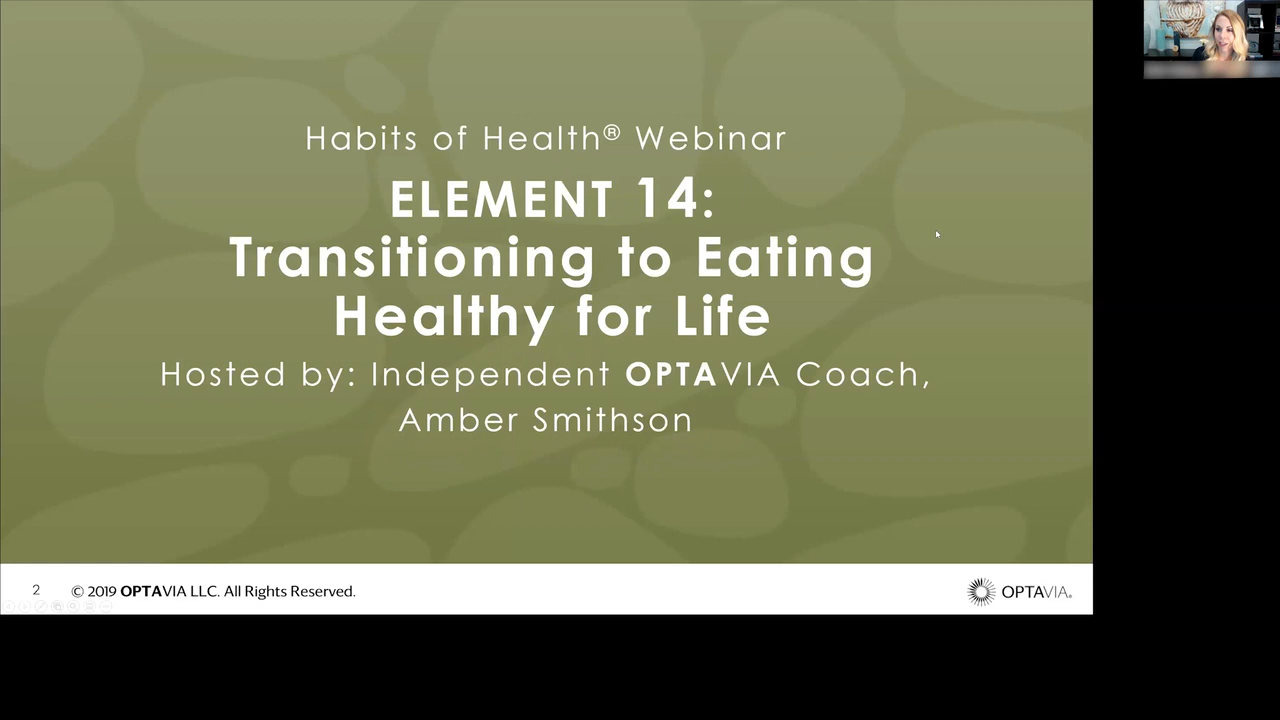 Habits of Health® Webinar
ELEMENT 14:
Transitioning to Eating
Healthy for Life
Hosted by: Independent OPTAVIA Coach,
Amber Smithson
2 © 2019 OPTAVIA LLC. All Rights Reserved.
OPTAVIA®